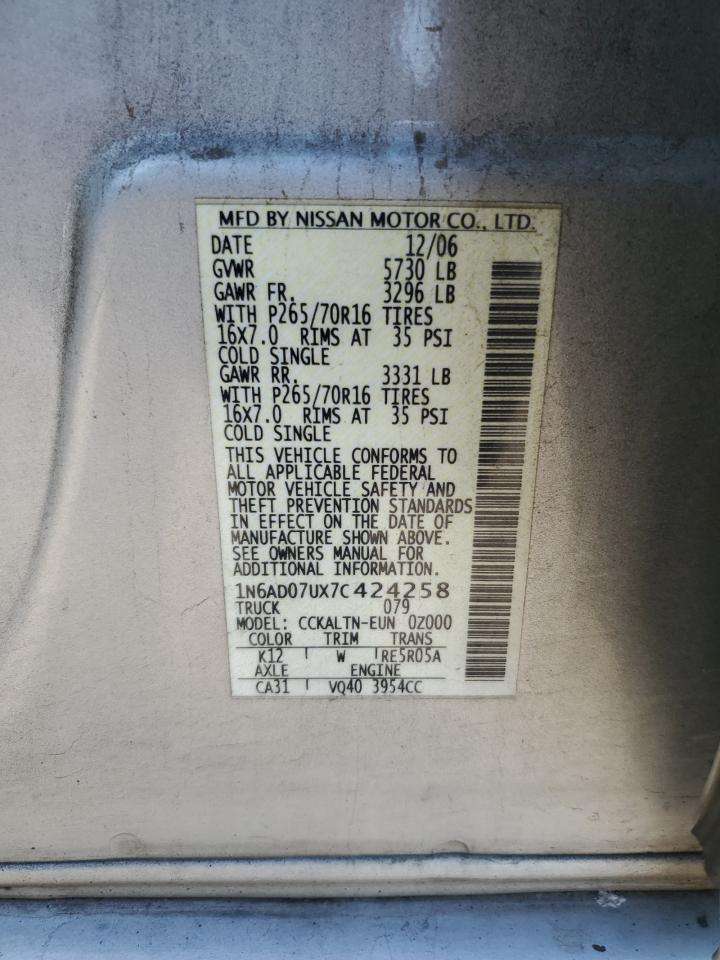 MFD BY NISSAN MOTOR CO., LTD.
DATE 12/06
GVWR 5730 LB
GAWR FR. 3296 LB
WITH P265/70R16 TIRES
16X7.0 RIMS AT 35 PSI
COLD SINGLE
GAWR RR. 3331 LB
WITH P265/70R16 TIRES
16X7.0 RIMS AT 35 PSI
COLD SINGLE
THIS VEHICLE CONFORMS TO
ALL APPLICABLE FEDERAL
MOTOR VEHICLE SAFETY AND
THEFT PREVENTION STANDARDS
IN EFFECT ON THE DATE OF
MANUFACTURE SHOWN ABOVE.
SEE OWNERS MANUAL FOR
ADDITIONAL INFORMATION.
1N6AD07UX7C424258
TRUCK 079
MODEL: CCKALTN-EUN 0Z000
COLOR TRIM TRANS
K12 W RE5R05A
AXLE ENGINE
CA31 VQ40 3954CC